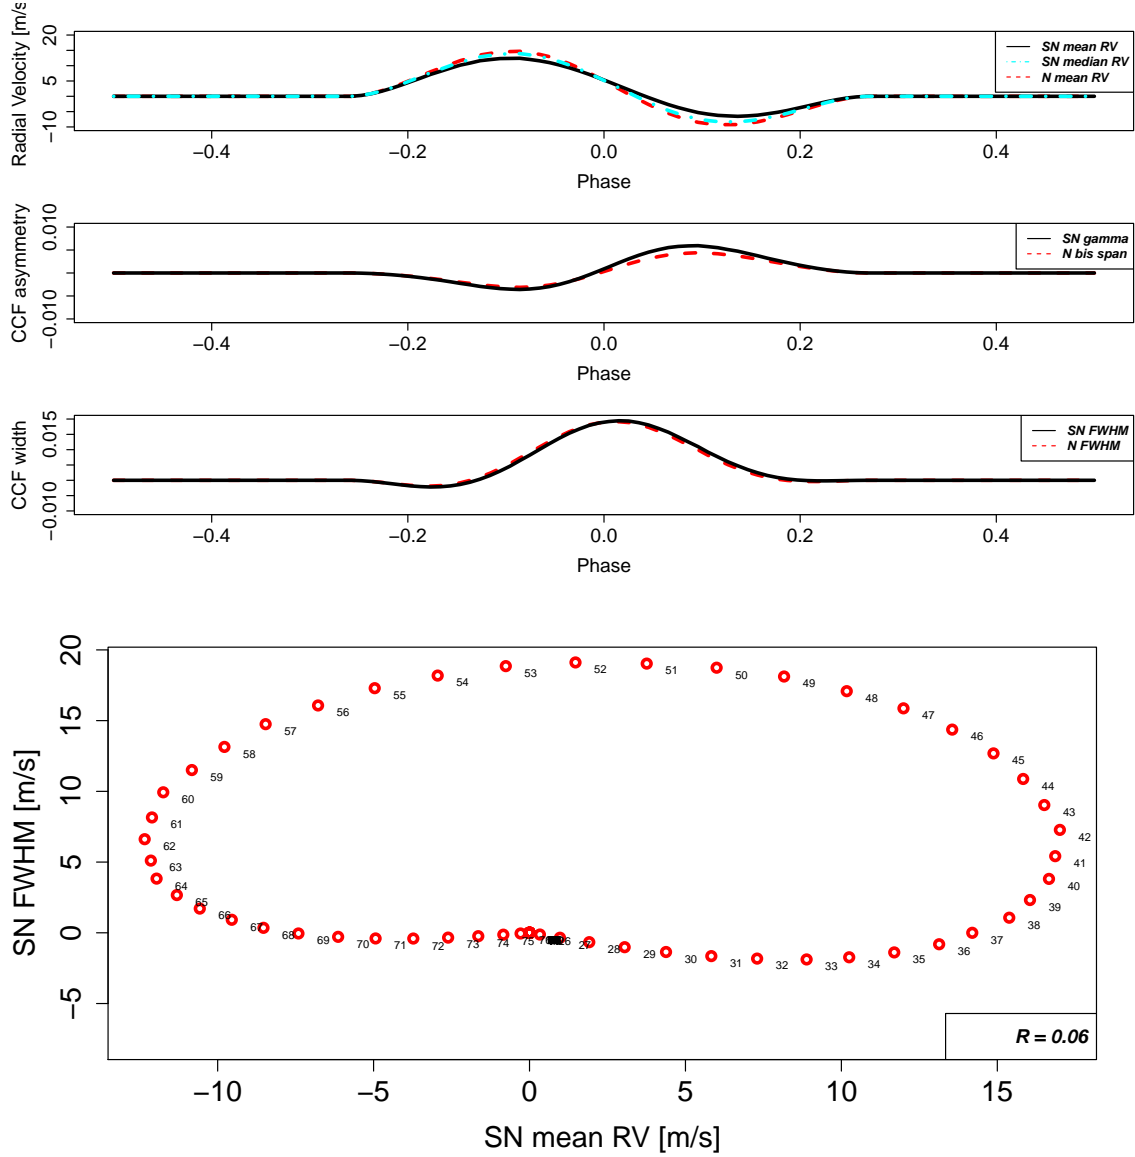 Radial Velocity [m/s
20
5
−10
SN mean RV
SN median RV
N mean RV
−0.4 −0.2 0.0 0.2 0.4
Phase
CCF asymmetry
0.010
−0.010
SN gamma
N bis span
−0.4 −0.2 0.0 0.2 0.4
Phase
CCF width
0.015
−0.010
SN FWHM
N FWHM
−0.4 −0.2 0.0 0.2 0.4
Phase
SN FWHM [m/s]
20
15
10
5
0
−5
53 52 51 50 49 48 47 46 45 44 43 42 41 40 39 38 37 36 35 34 33 32 31 30 29 28 27 26
54 55 56 57 58 59 60 61 62 63 64 65 66 67 68 69 70 71 72 73 74 75 76
R = 0.06
−10 −5 0 5 10 15
SN mean RV [m/s]